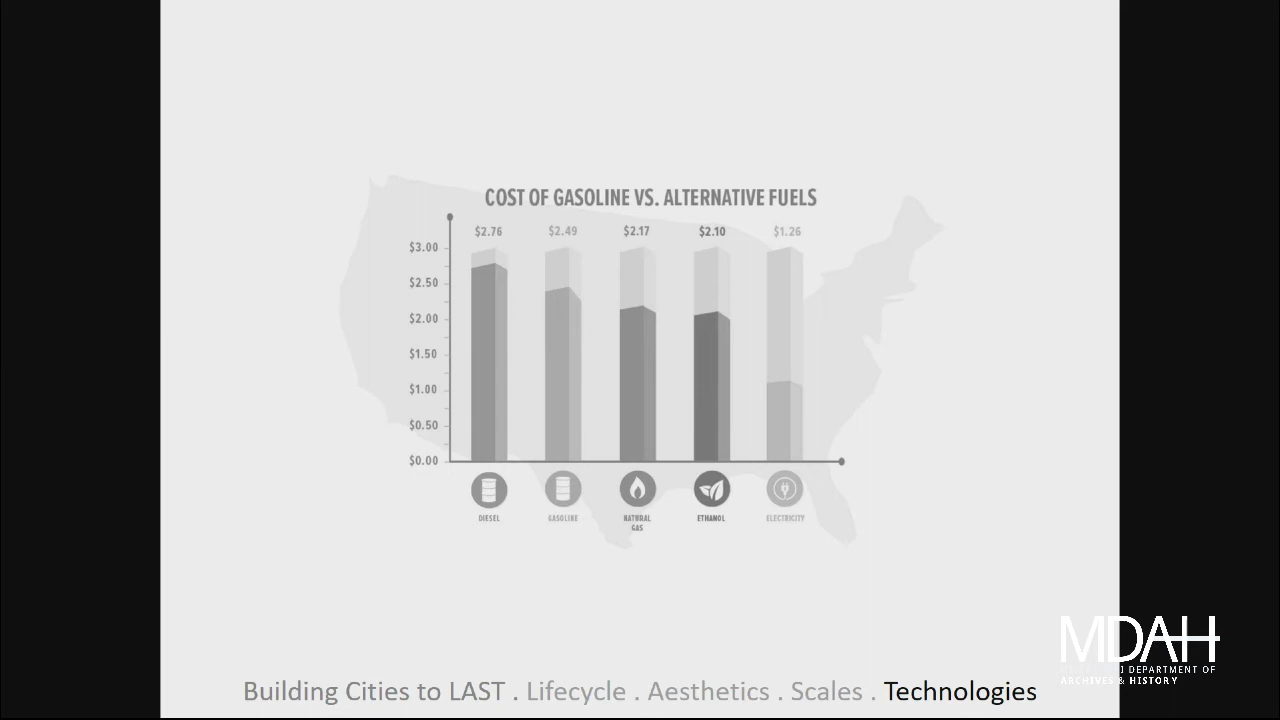 COST OF GASOLINE VS. ALTERNATIVE FUELS
$2.76 $2.49 $2.17 $2.10 $1.26
$3.00
$2.50
$2.00
$1.50
$1.00
$0.50
$0.00
DIESEL GASOLINE NATURAL GAS ETHANOL ELECTRICITY
MDAH
DEPARTMENT OF
ARCHIVES & HISTORY
Building Cities to LAST . Lifecycle . Aesthetics . Scales . Technologies